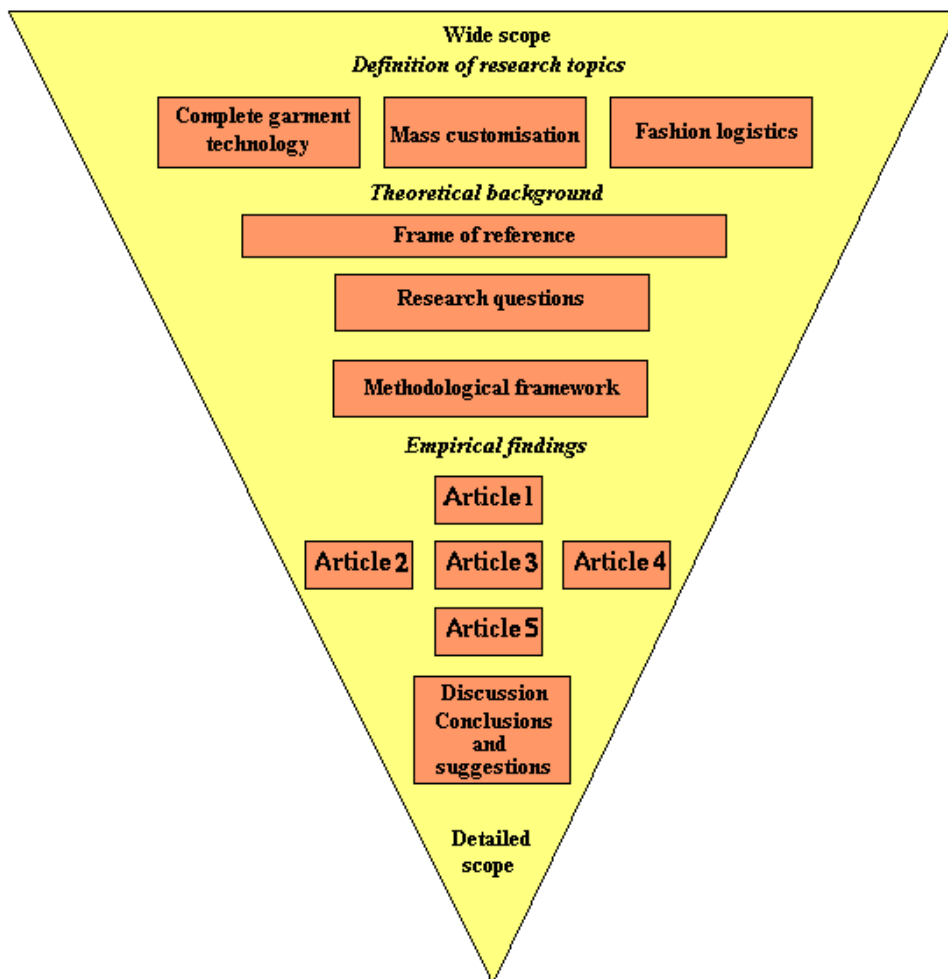 Wide scope
Definition of research topics
Complete garment
technology
Mass customisation
Fashion logistics
Theoretical background
Frame of reference
Research questions
Methodological framework
Empirical findings
Article 1
Article 2
Article 3
Article 4
Article 5
Discussion
Conclusions
and
suggestions
Detailed
scope